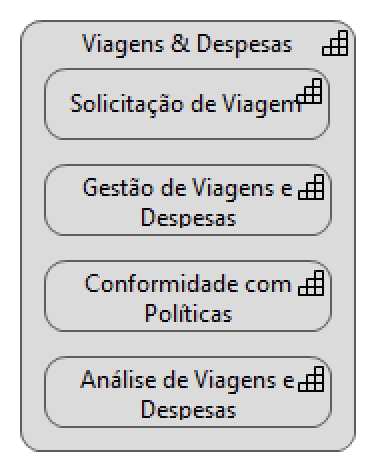 Viagens & Despesas
Solicitação de Viagem
Gestão de Viagens e
Despesas
Conformidade com
Políticas
Análise de Viagens e
Despesas